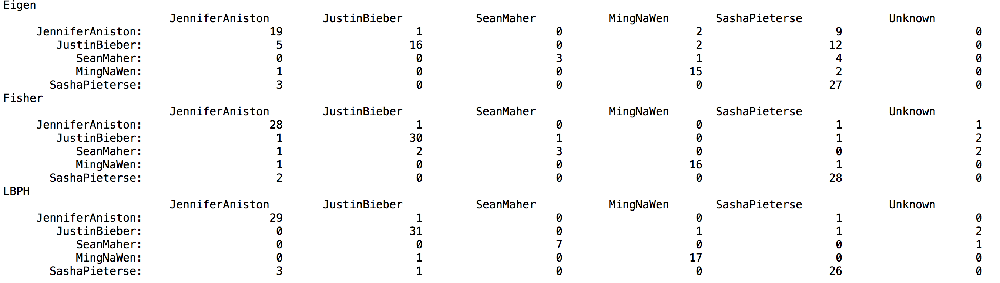 Eigen
JenniferAniston JustinBieber SeanMaher MingNaWen SashaPieterse Unknown
JenniferAniston: 19 1 0 2 9 0
JustinBieber: 5 16 0 2 12 0
SeanMaher: 0 0 3 1 4 0
MingNaWen: 1 0 0 15 2 0
SashaPieterse: 3 0 0 0 27 0
Fisher
JenniferAniston JustinBieber SeanMaher MingNaWen SashaPieterse Unknown
JenniferAniston: 28 1 0 0 1 1
JustinBieber: 1 30 1 0 1 2
SeanMaher: 1 2 3 0 0 2
MingNaWen: 1 0 0 16 1 0
SashaPieterse: 2 0 0 0 28 0
LBPH
JenniferAniston JustinBieber SeanMaher MingNaWen SashaPieterse Unknown
JenniferAniston: 29 1 0 0 1 0
JustinBieber: 0 31 0 1 1 2
SeanMaher: 0 0 7 0 0 1
MingNaWen: 0 1 0 17 0 0
SashaPieterse: 3 1 0 0 26 0